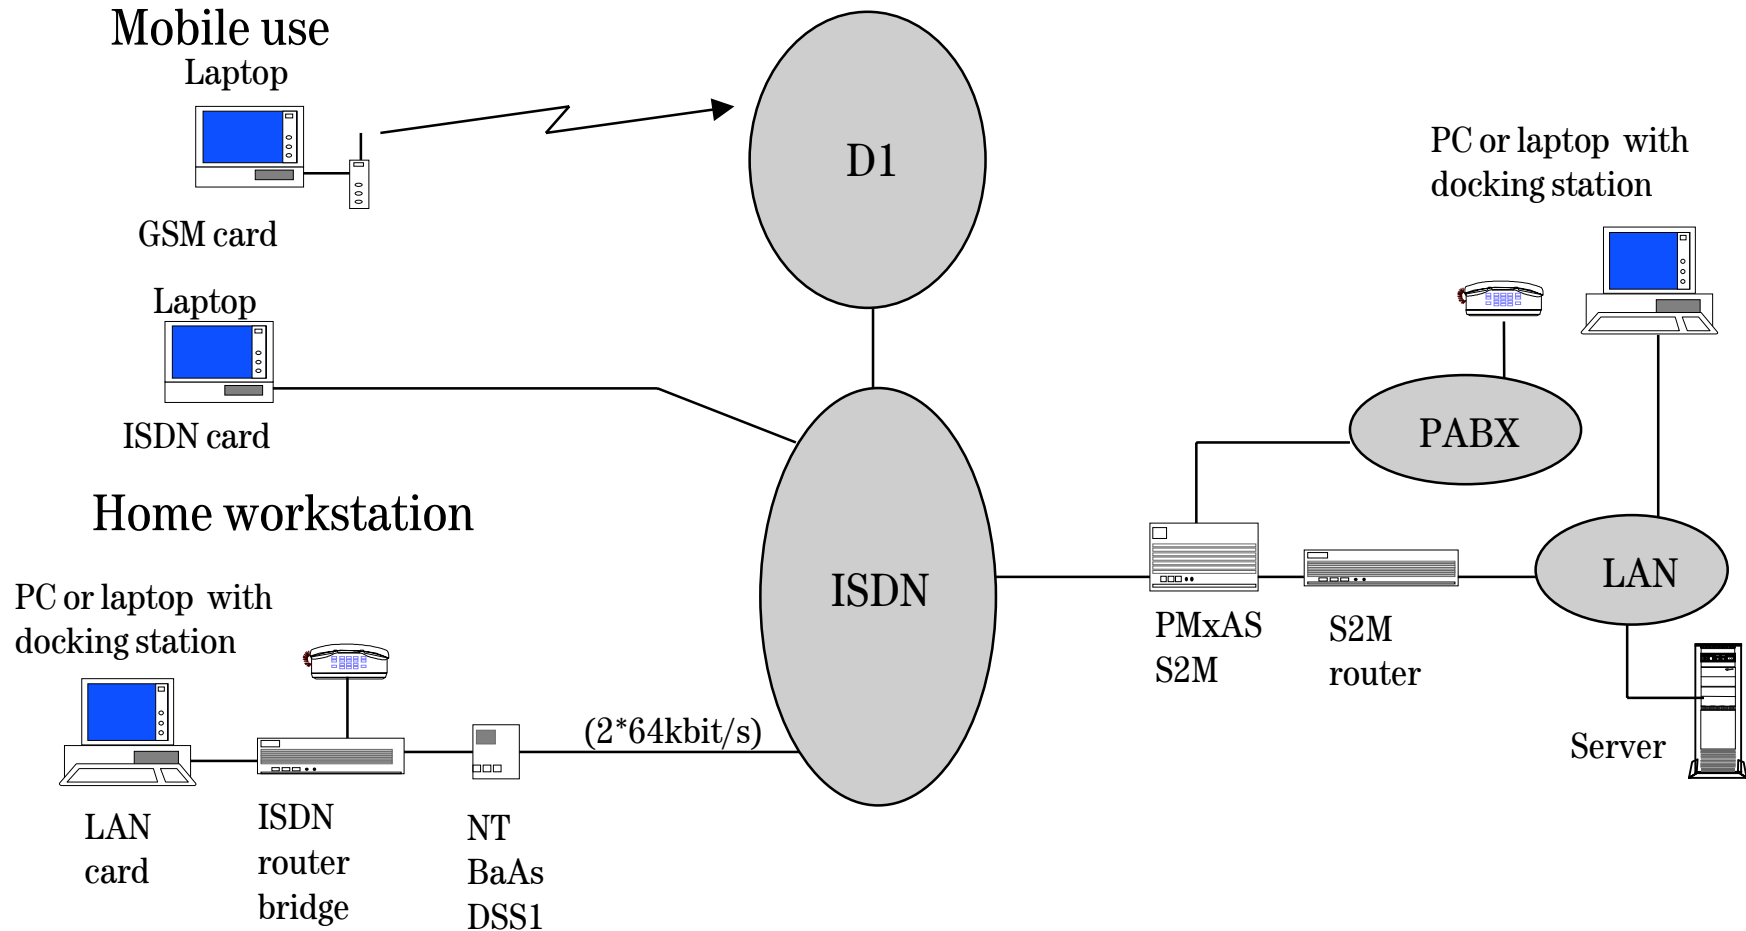 Mobile use
Laptop
GSM card
D1
PC or laptop with
docking station
Laptop
ISDN card
PABX
Home workstation
ISDN
LAN
PC or laptop with
docking station
PMxAS
S2M
S2M
router
(2*64kbit/s)
Server
LAN
card
ISDN
router
bridge
NT
BaAs
DSS1